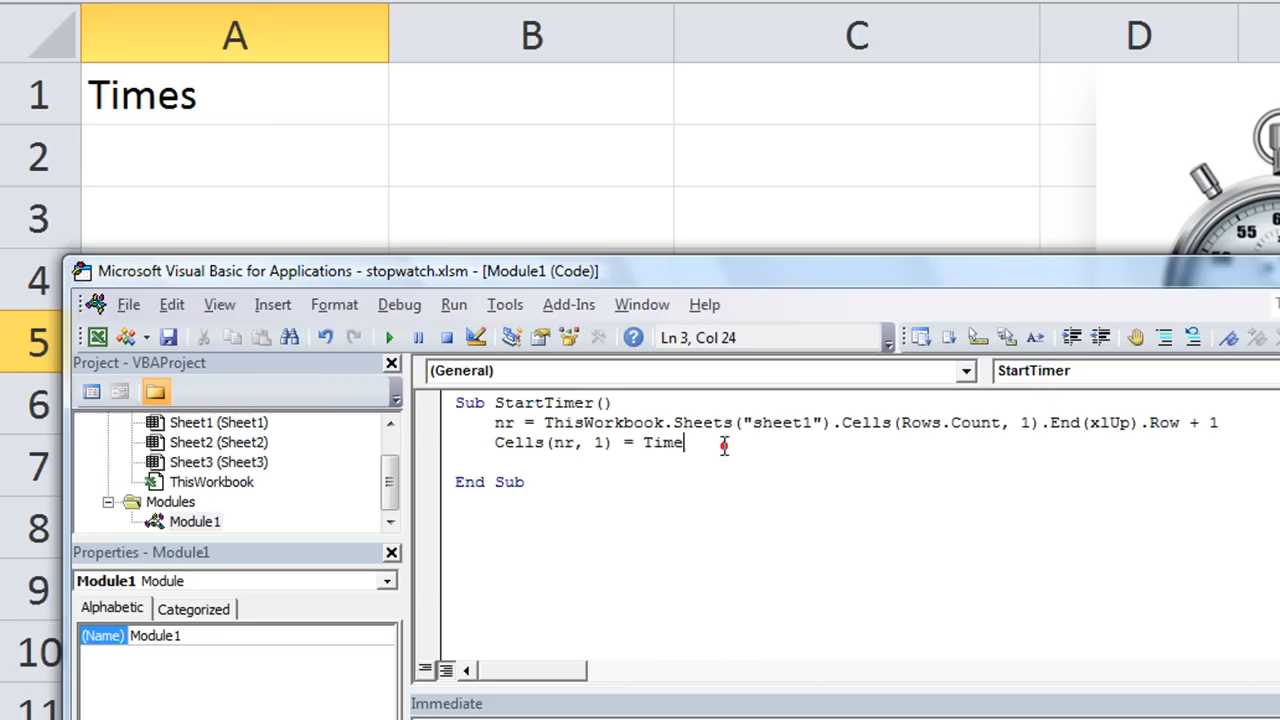 A B C D
1 Times
2
3
4
5
6
7
8
9
10
11
55
Microsoft Visual Basic for Applications - stopwatch.xlsm - [Module1 (Code)]
File Edit View Insert Format Debug Run Tools Add-Ins Window Help
Ln 3, Col 24
Project - VBAProject
(General) StartTimer
Sheet1 (Sheet1)
Sheet2 (Sheet2)
Sheet3 (Sheet3)
ThisWorkbook
Modules
Module1
Sub StartTimer()
nr = ThisWorkbook.Sheets("sheet1").Cells(Rows.Count, 1).End(xlUp).Row + 1
Cells(nr, 1) = Time
End Sub
Properties - Module1
Module1 Module
Alphabetic Categorized
(Name) Module1
Immediate